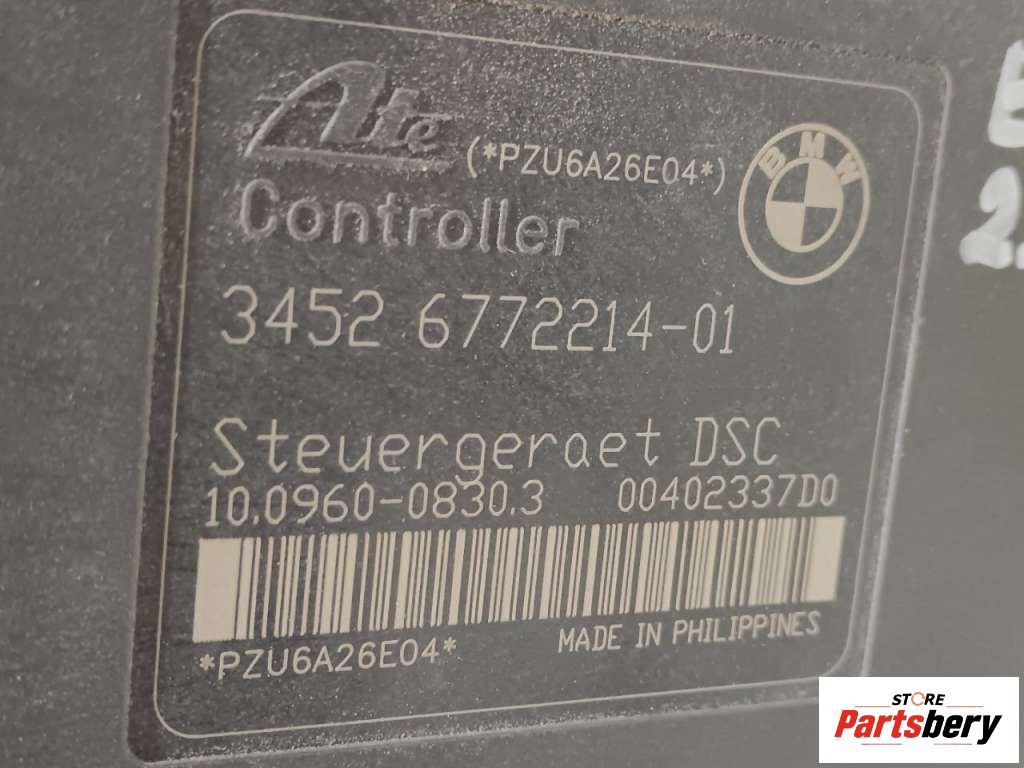 Ate
(*PZU6A26E04*)
BMW
Controller
3452 6772214-01
Steuergeraet DSC
10.0960-0830.3 00402337D0
*PZU6A26E04*
MADE IN PHILIPPINES
STORE
Partsbery